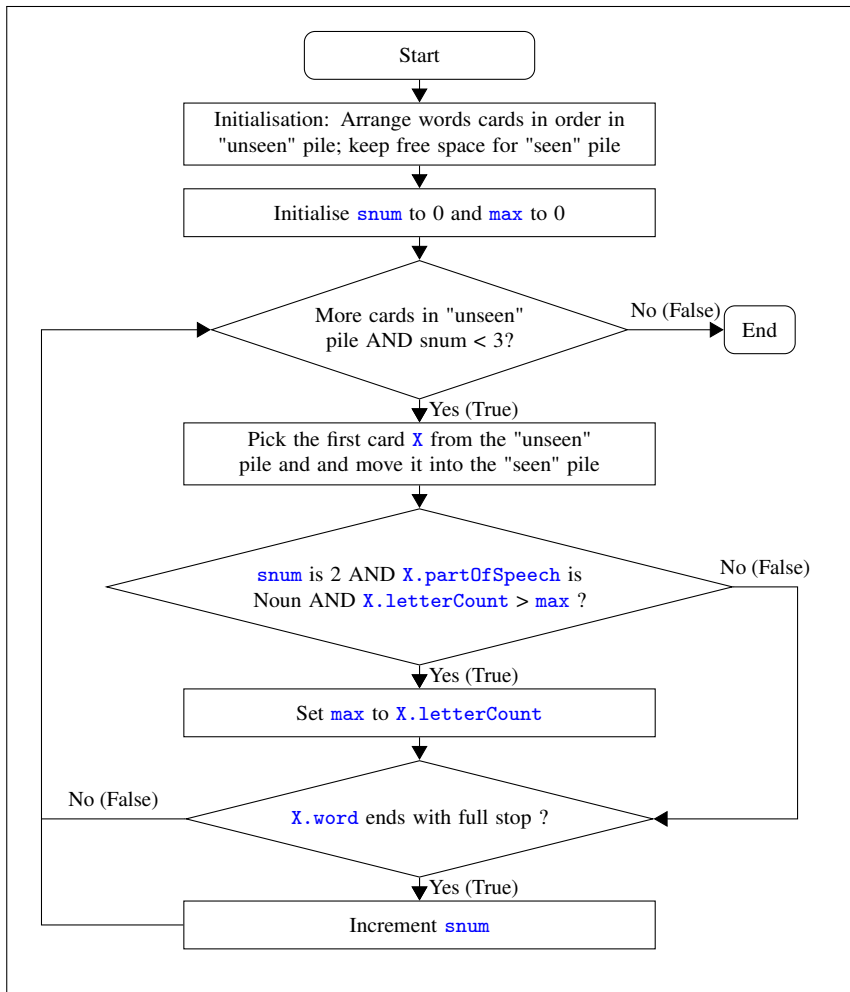 Start
Initialisation: Arrange words cards in order in
"unseen" pile; keep free space for "seen" pile
Initialise snum to 0 and max to 0
More cards in "unseen"
pile AND snum < 3?
No (False)
End
Yes (True)
Pick the first card X from the "unseen"
pile and and move it into the "seen" pile
snum is 2 AND X.partOfSpeech is
Noun AND X.letterCount > max ?
No (False)
Yes (True)
Set max to X.letterCount
No (False)
X.word ends with full stop ?
Yes (True)
Increment snum